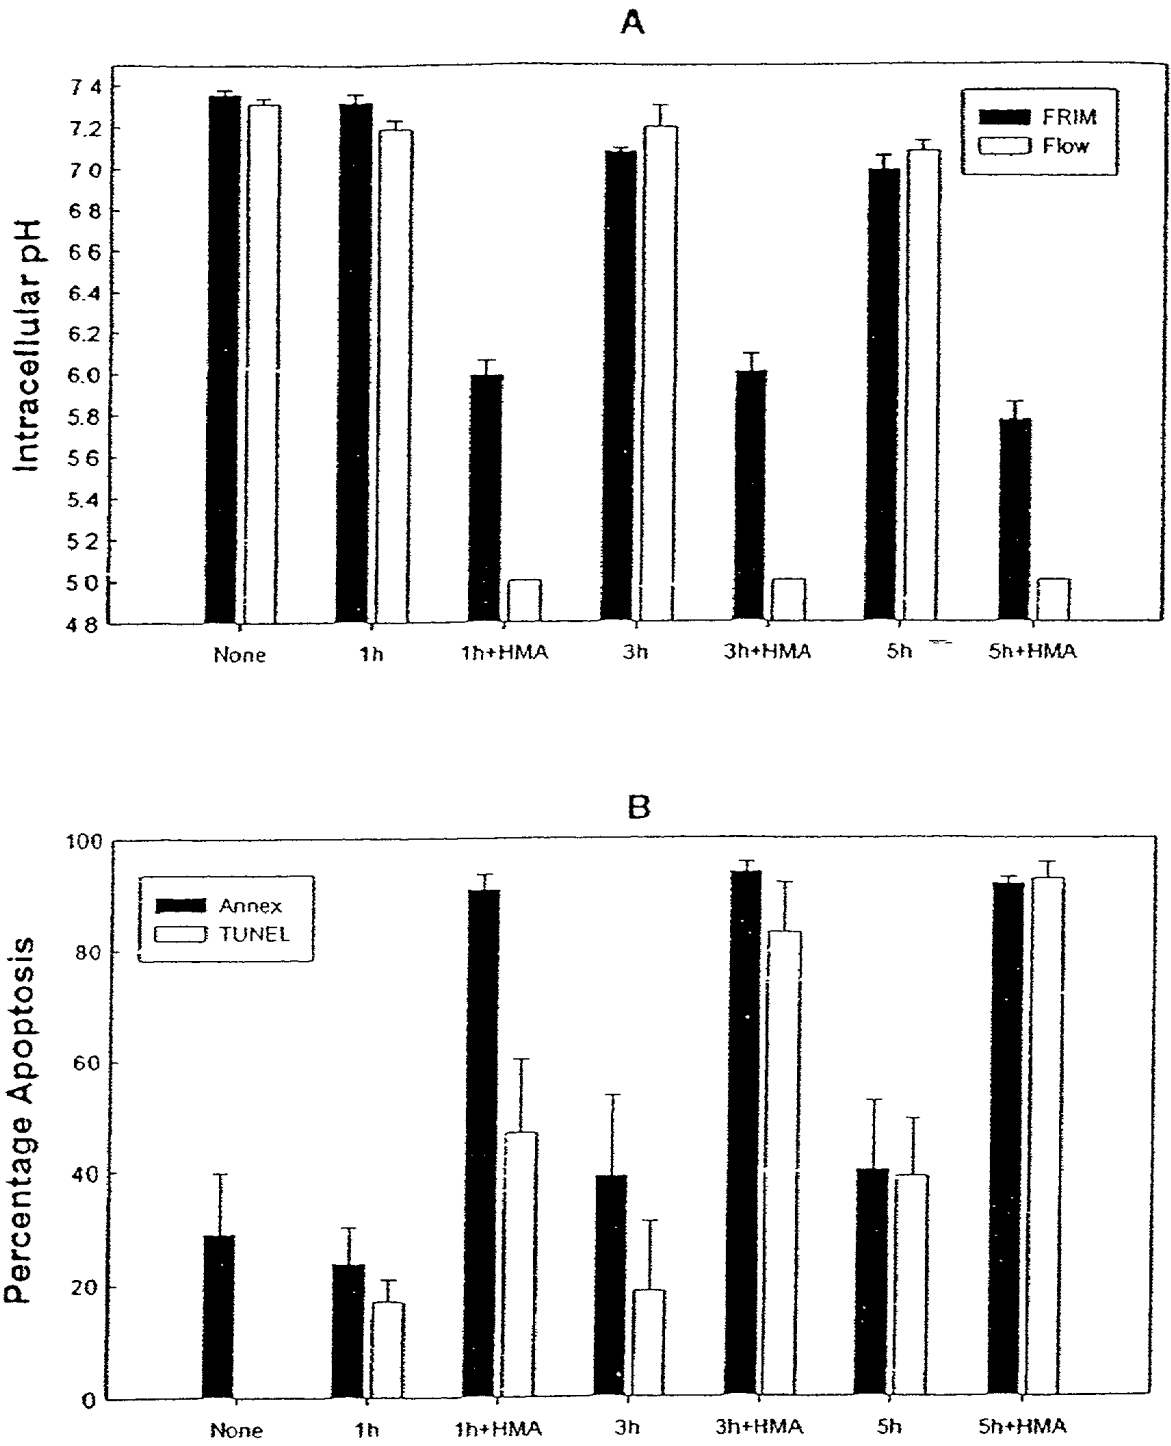 A
Intracellular pH
7 4
7.2
7 0
6 8
6 6
6.4
6.2
6.0
5.8
5 6
5.4
5 2
5 0
4 8
FRIM
Flow
None 1h 1h+HMA 3h 3h+HMA 5h 5h+HMA
B
Percentage Apoptosis
100
80
60
40
20
0
Annex
TUNEL
None 1h 1h+HMA 3h 3h+HMA 5h 5h+HMA